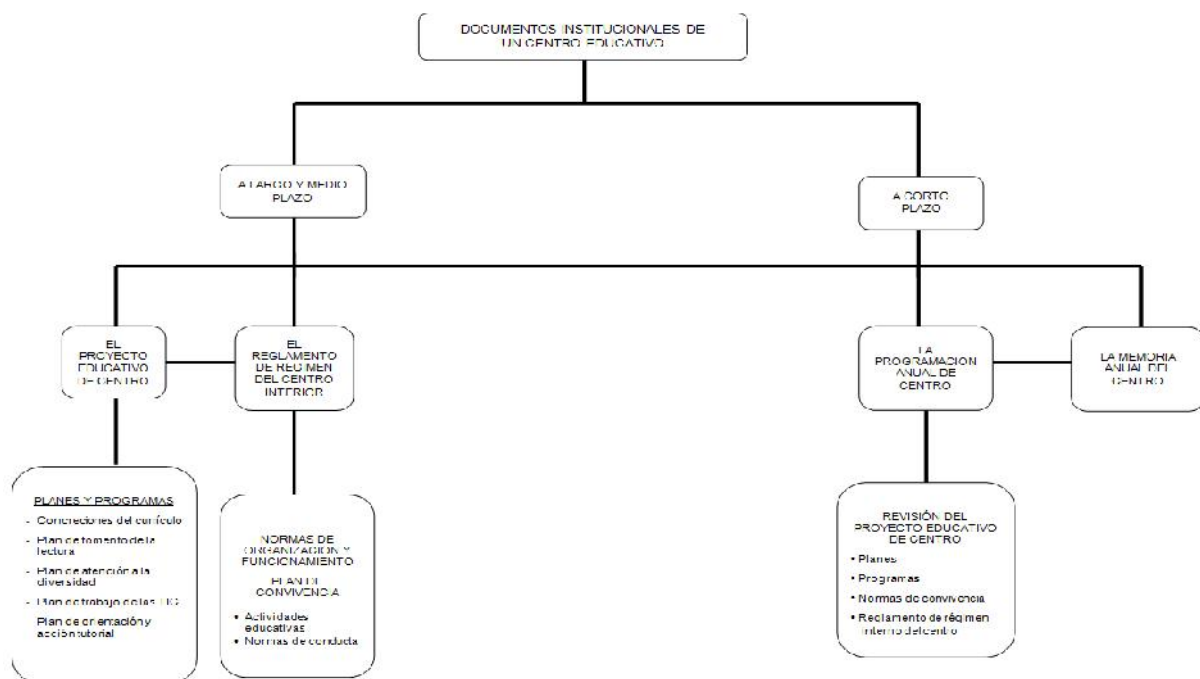 DOCUMENTOS INSTITUCIONALES DE
UN CENTRO EDUCATIVO
A LARGO Y MEDIO
PLAZO
A CORTO
PLAZO
EL
PROYECTO
EDUCATIVO
DE CENTRO
EL
REGLAMENTO
DE RÉGIMEN
DEL CENTRO
INTERIOR
LA
PROGRAMACION
ANUAL DE
CENTRO
LA MEMORIA
ANUAL DEL
CENTRO
PLANES Y PROGRAMAS
- Concreciones del currículo
- Plan de fomento de la
lectura
- Plan de atención a la
diversidad
- Plan de trabajo de las TIC
Plan de orientación y
acción tutorial
NORMAS DE
ORGANIZACIÓN Y
FUNCIONAMIENTO
PLAN DE
CONVIVENCIA
• Actividades
educativas
• Normas de conducta
REVISIÓN DEL
PROYECTO EDUCATIVO
DE CENTRO
• Planes
• Programas
• Normas de convivencia
• Reglamento de régimen
interno del centro